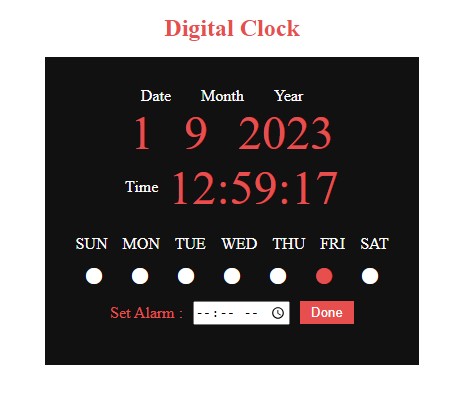 Digital Clock
Date Month Year
1 9 2023
Time 12:59:17
SUN MON TUE WED THU FRI SAT
Set Alarm : --:-- -- Done